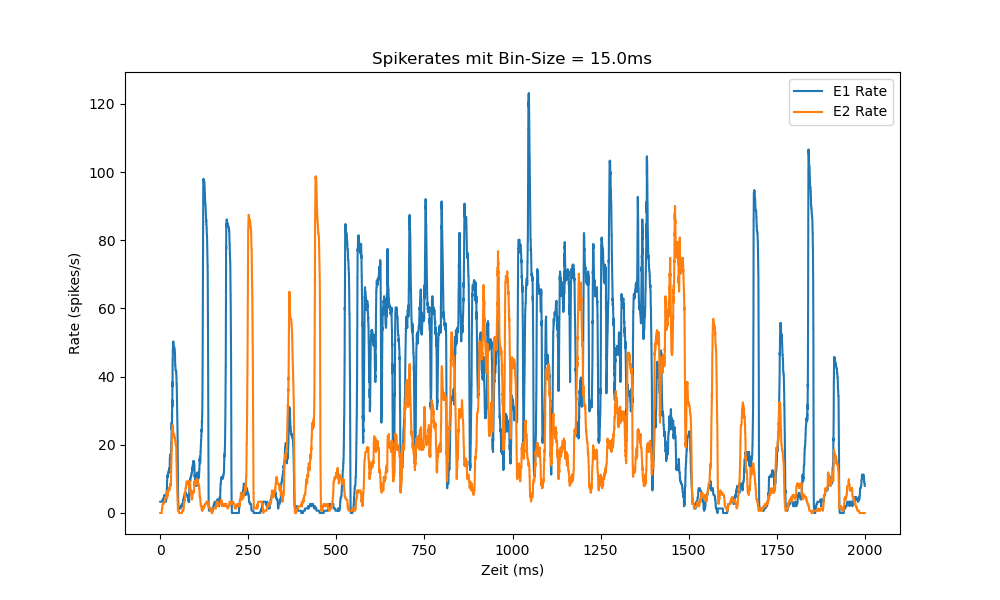 Spikerates mit Bin-Size = 15.0ms
E1 Rate
E2 Rate
Rate (spikes/s)
120
100
80
60
40
20
0
0 250 500 750 1000 1250 1500 1750 2000
Zeit (ms)